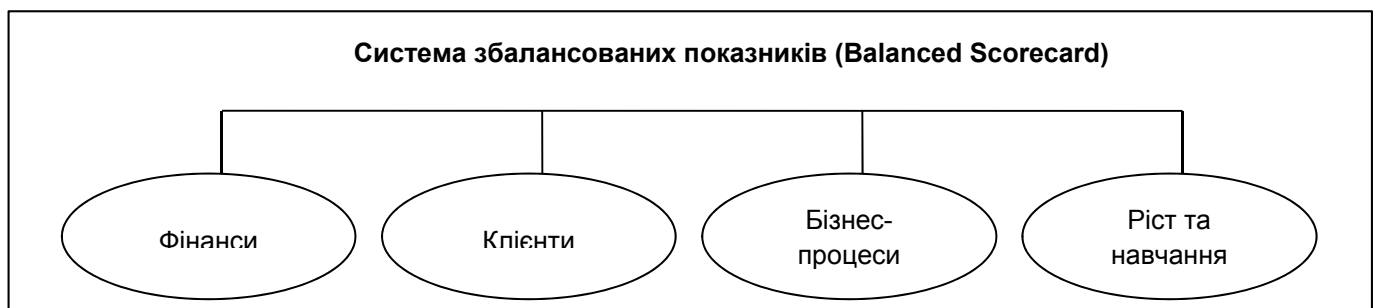 Система збалансованих показників (Balanced Scorecard)
Фінанси
Клієнти
Бізнес-
процеси
Ріст та
навчання